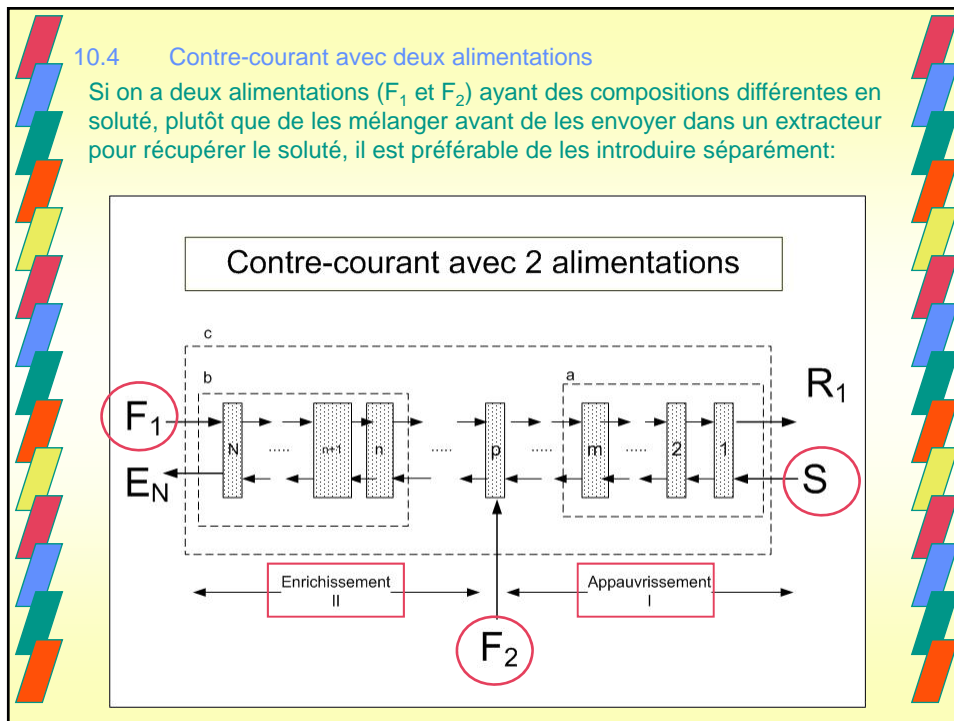 10.4 Contre-courant avec deux alimentations
Si on a deux alimentations (F₁ et F₂) ayant des compositions différentes en
soluté, plutôt que de les mélanger avant de les envoyer dans un extracteur
pour récupérer le soluté, il est préférable de les introduire séparément:
Contre-courant avec 2 alimentations
c
b
a
F₁
R₁
N ..... n+1 n ..... p ..... m ..... 2 1
E_N
S
Enrichissement
II
Appauvrissement
I
F₂